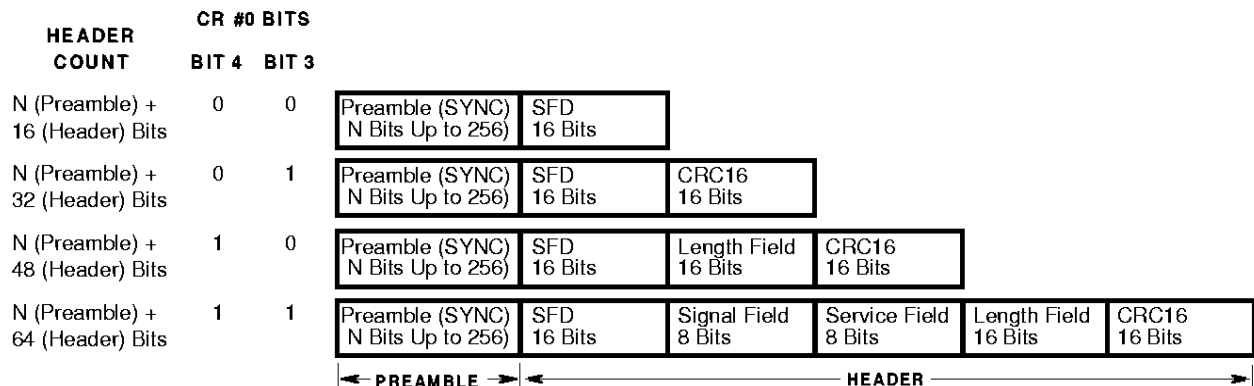 CR #0 BITS
HEADER
COUNT BIT 4 BIT 3
N (Preamble) + 0 0 Preamble (SYNC) SFD
16 (Header) Bits N Bits Up to 256) 16 Bits
N (Preamble) + 0 1 Preamble (SYNC) SFD CRC16
32 (Header) Bits N Bits Up to 256) 16 Bits 16 Bits
N (Preamble) + 1 0 Preamble (SYNC) SFD Length Field CRC16
48 (Header) Bits N Bits Up to 256) 16 Bits 16 Bits 16 Bits
N (Preamble) + 1 1 Preamble (SYNC) SFD Signal Field Service Field Length Field CRC16
64 (Header) Bits N Bits Up to 256) 16 Bits 8 Bits 8 Bits 16 Bits 16 Bits
PREAMBLE HEADER